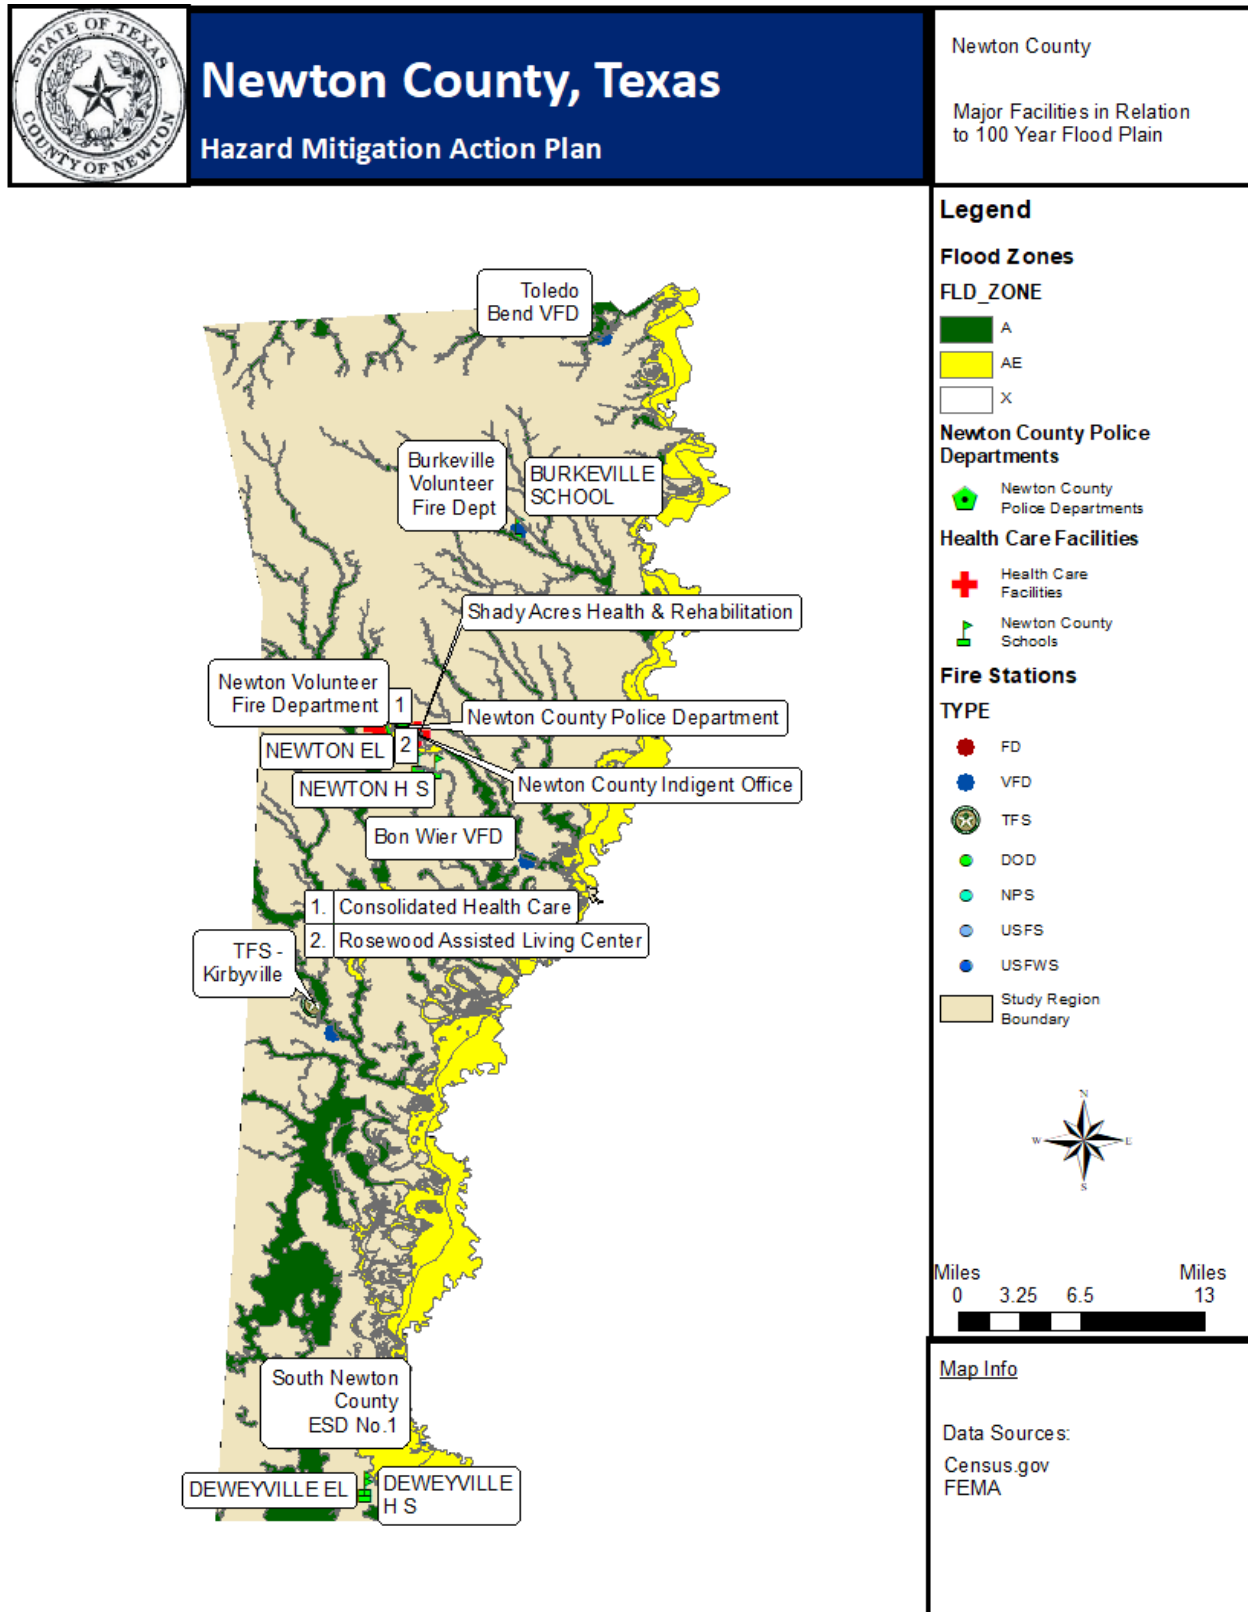 STATE OF TEXAS
COUNTY OF NEWTON
Newton County, Texas
Hazard Mitigation Action Plan
Newton County
Major Facilities in Relation
to 100 Year Flood Plain
Legend
Flood Zones
FLD_ZONE
A
AE
X
Newton County Police
Departments
Newton County
Police Departments
Health Care Facilities
Health Care
Facilities
Newton County
Schools
Fire Stations
TYPE
FD
VFD
TFS
DOD
NPS
USFS
USFWS
Study Region
Boundary
N
W E
S
Miles Miles
0 3.25 6.5 13
Map Info
Data Sources:
Census.gov
FEMA
Toledo
Bend VFD
Burkeville
Volunteer
Fire Dept
BURKEVILLE
SCHOOL
Shady Acres Health & Rehabilitation
Newton Volunteer
Fire Department
1
Newton County Police Department
NEWTON EL
2
NEWTON H S
Newton County Indigent Office
Bon Wier VFD
1. Consolidated Health Care
2. Rosewood Assisted Living Center
TFS -
Kirbyville
South Newton
County
ESD No.1
DEWEYVILLE EL
DEWEYVILLE
H S